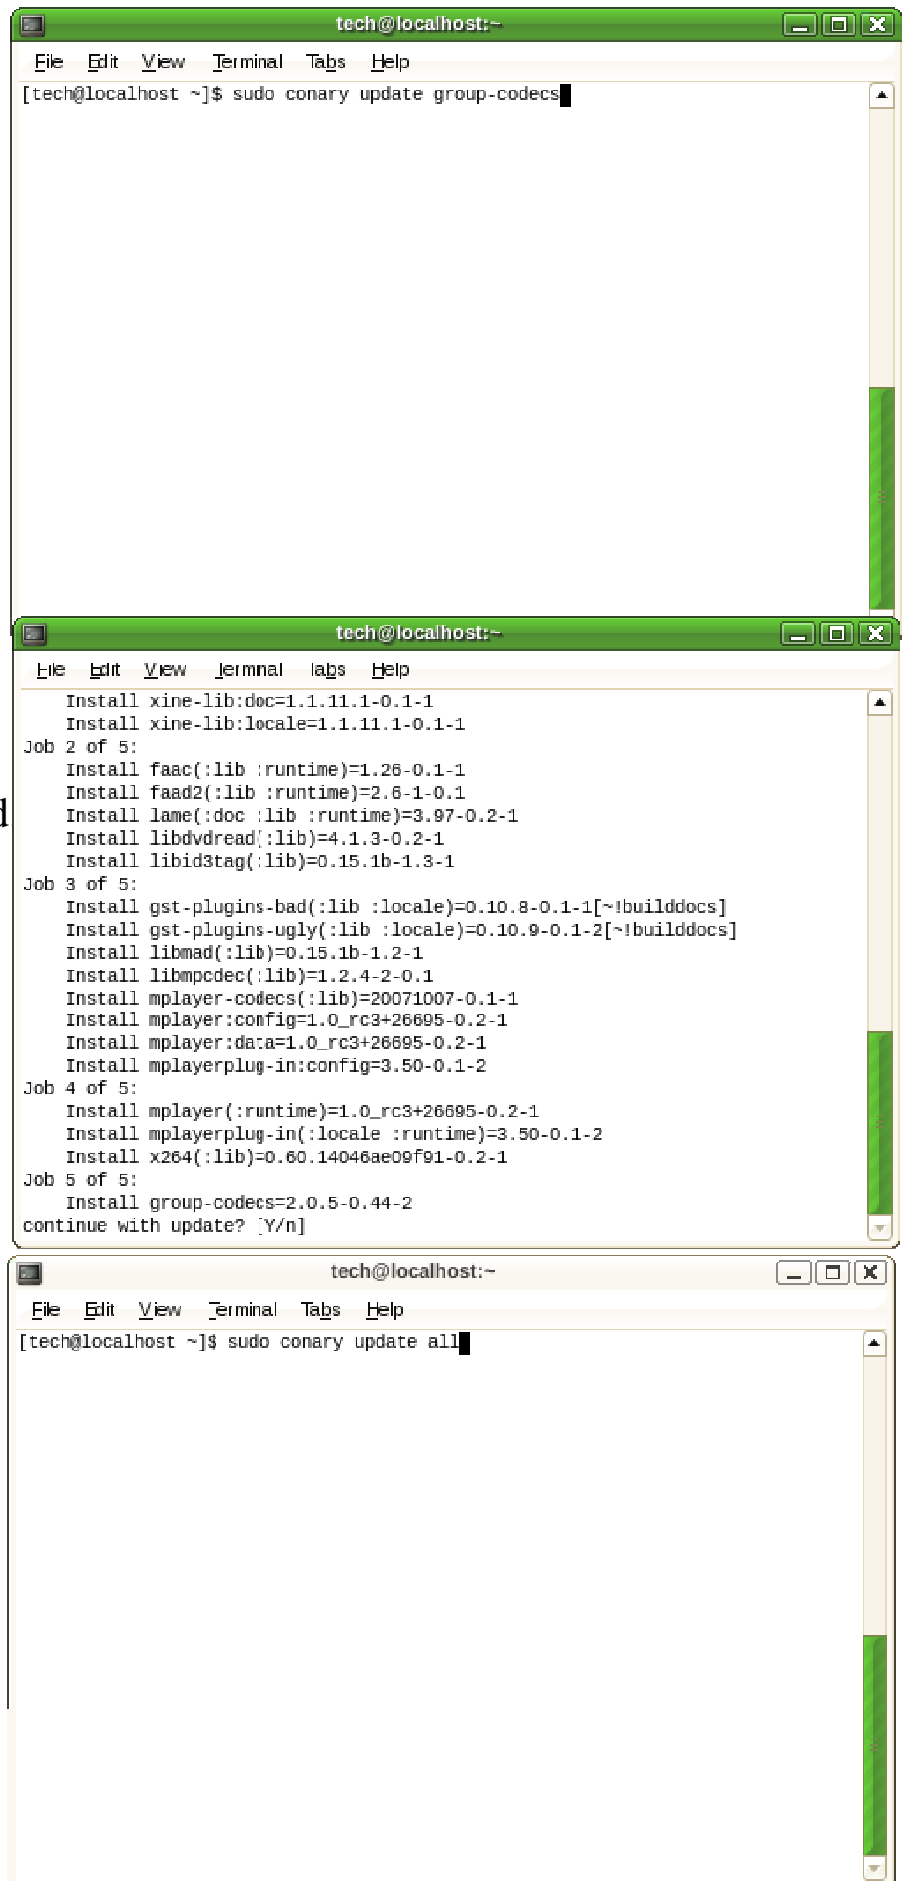 tech@localhost:~
File Edit View Terminal Tabs Help
[tech@localhost ~]$ sudo conary update group-codecs
tech@localhost:~
File Edit View Terminal Tabs Help
Install xine-lib:doc=1.1.11.1-0.1-1
Install xine-lib:locale=1.1.11.1-0.1-1
Job 2 of 5:
Install faac(:lib :runtime)=1.26-0.1-1
Install faad2(:lib :runtime)=2.6-1-0.1
d
Install lame(:doc :lib :runtime)=3.97-0.2-1
Install libdvdread(:lib)=4.1.3-0.2-1
Install libid3tag(:lib)=0.15.1b-1.3-1
Job 3 of 5:
Install gst-plugins-bad(:lib :locale)=0.10.8-0.1-1[~!builddocs]
Install gst-plugins-ugly(:lib :locale)=0.10.9-0.1-2[~!builddocs]
Install libmad(:lib)=0.15.1b-1.2-1
Install libmpcdec(:lib)=1.2.4-2-0.1
Install mplayer-codecs(:lib)=20071007-0.1-1
Install mplayer:config=1.0_rc3+26695-0.2-1
Install mplayer:data=1.0_rc3+26695-0.2-1
Install mplayerplug-in:config=3.50-0.1-2
Job 4 of 5:
Install mplayer(:runtime)=1.0_rc3+26695-0.2-1
Install mplayerplug-in(:locale :runtime)=3.50-0.1-2
Install x264(:lib)=0.60.14046ae09f91-0.2-1
Job 5 of 5:
Install group-codecs=2.0.5-0.44-2
continue with update? [Y/n]
tech@localhost:~
File Edit View Terminal Tabs Help
[tech@localhost ~]$ sudo conary update all